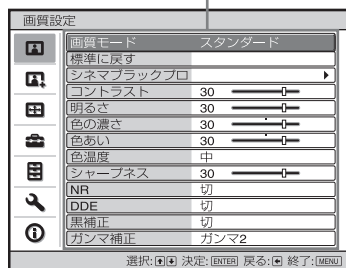 画質設定
画質モード スタンダード
標準に戻す
シネマブラックプロ
コントラスト 30
明るさ 30
色の濃さ 30
色あい 30
色温度 中
シャープネス 30
NR 切
DDE 切
黒補正 切
ガンマ補正 ガンマ2
選択: 決定: ENTER 戻る: 終了: MENU